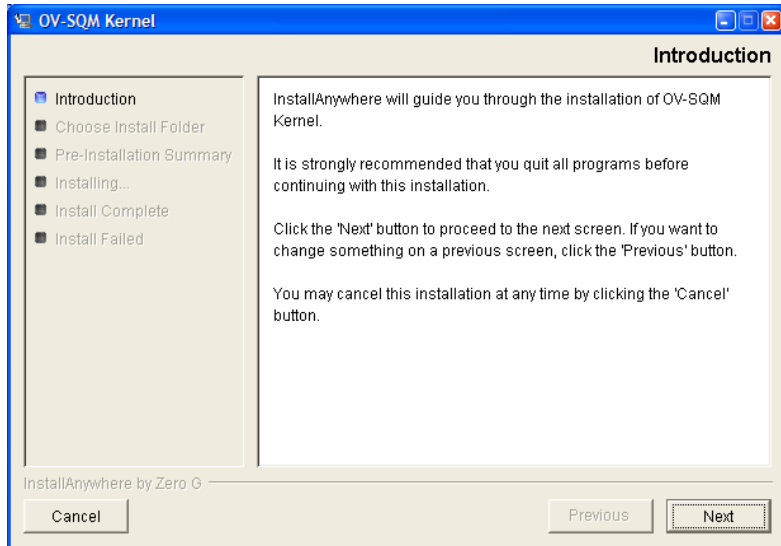 OV-SQM Kernel
Introduction
Introduction
Choose Install Folder
Pre-Installation Summary
Installing...
Install Complete
Install Failed
InstallAnywhere will guide you through the installation of OV-SQM
Kernel.
It is strongly recommended that you quit all programs before
continuing with this installation.
Click the 'Next' button to proceed to the next screen. If you want to
change something on a previous screen, click the 'Previous' button.
You may cancel this installation at any time by clicking the 'Cancel'
button.
InstallAnywhere by Zero G
Cancel
Previous
Next